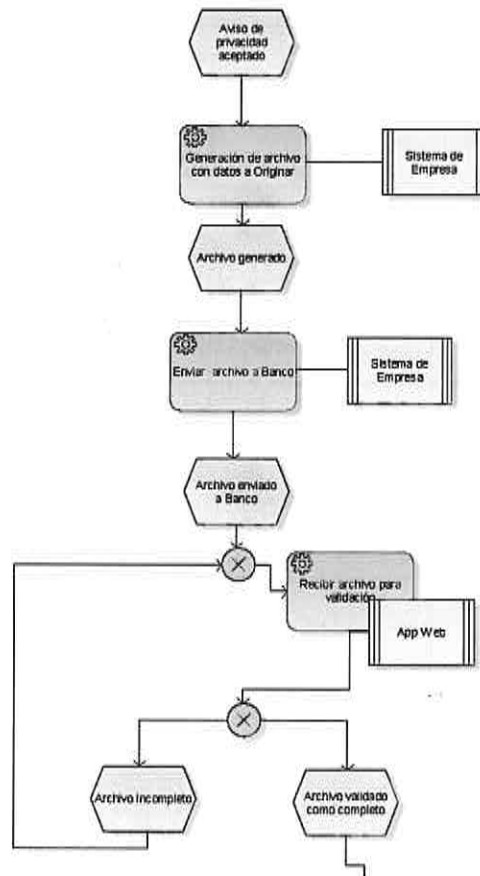 Aviso de
privacidad
aceptado
Generación de archivo
con datos a Originar
Sistema de
Empresa
Archivo generado
Enviar archivo a Banco
Sistema de
Empresa
Archivo enviado
a Banco
Recibir archivo para
validación
App Web
Archivo Incompleto
Archivo validado
como completo